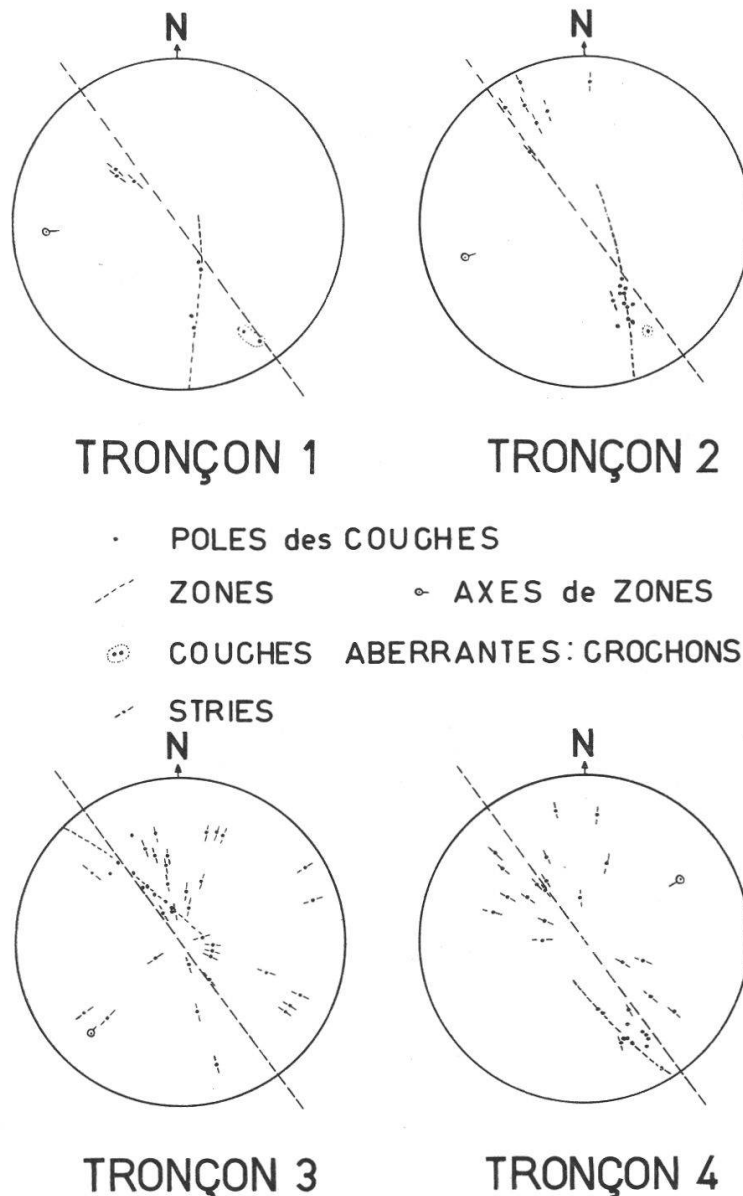 N N
TRONÇON 1 TRONÇON 2
POLES des COUCHES
ZONES AXES de ZONES
COUCHES ABERRANTES: CROCHONS
STRIES
N N
TRONÇON 3 TRONÇON 4